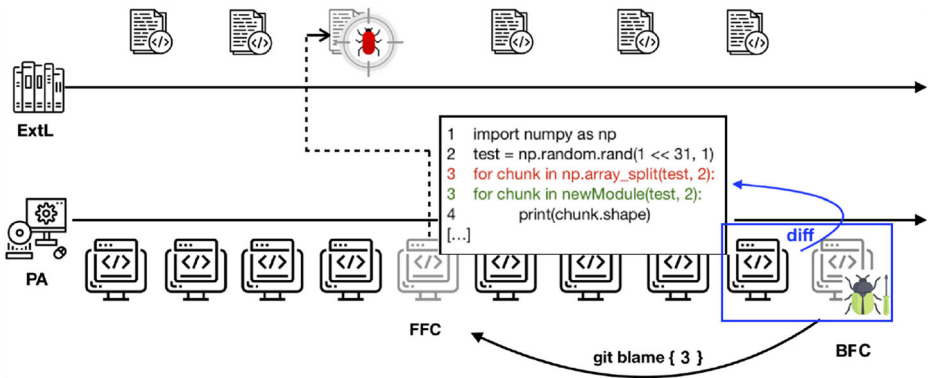 ExtL
1 import numpy as np
2 test = np.random.rand(1 << 31, 1)
3 for chunk in np.array_split(test, 2):
3 for chunk in newModule(test, 2):
4 print(chunk.shape)
[...]
PA
diff
FFC
BFC
git blame { 3 }